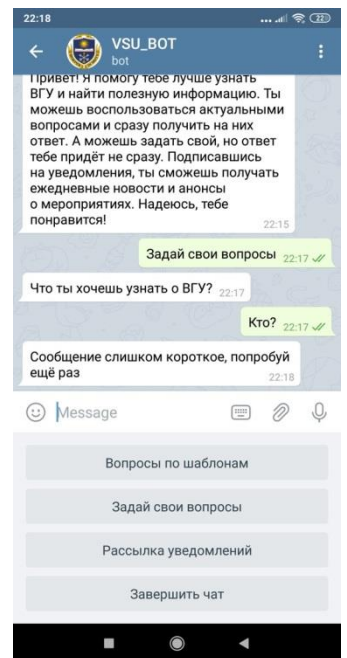 22:18
22
VSU_BOT
bot
Привет! Я помогу тебе лучше узнать
ВГУ и найти полезную информацию. Ты
можешь воспользоваться актуальными
вопросами и сразу получить на них
ответ. А можешь задать свой, но ответ
тебе придёт не сразу. Подписавшись
на уведомления, ты сможешь получать
ежедневные новости и анонсы
о мероприятиях. Надеюсь, тебе
понравится!
22:15
Задай свои вопросы 22:17
Что ты хочешь узнать о ВГУ? 22:17
Кто? 22:17
Сообщение слишком короткое, попробуй
ещё раз
22:18
Message
Вопросы по шаблонам
Задай свои вопросы
Рассылка уведомлений
Завершить чат